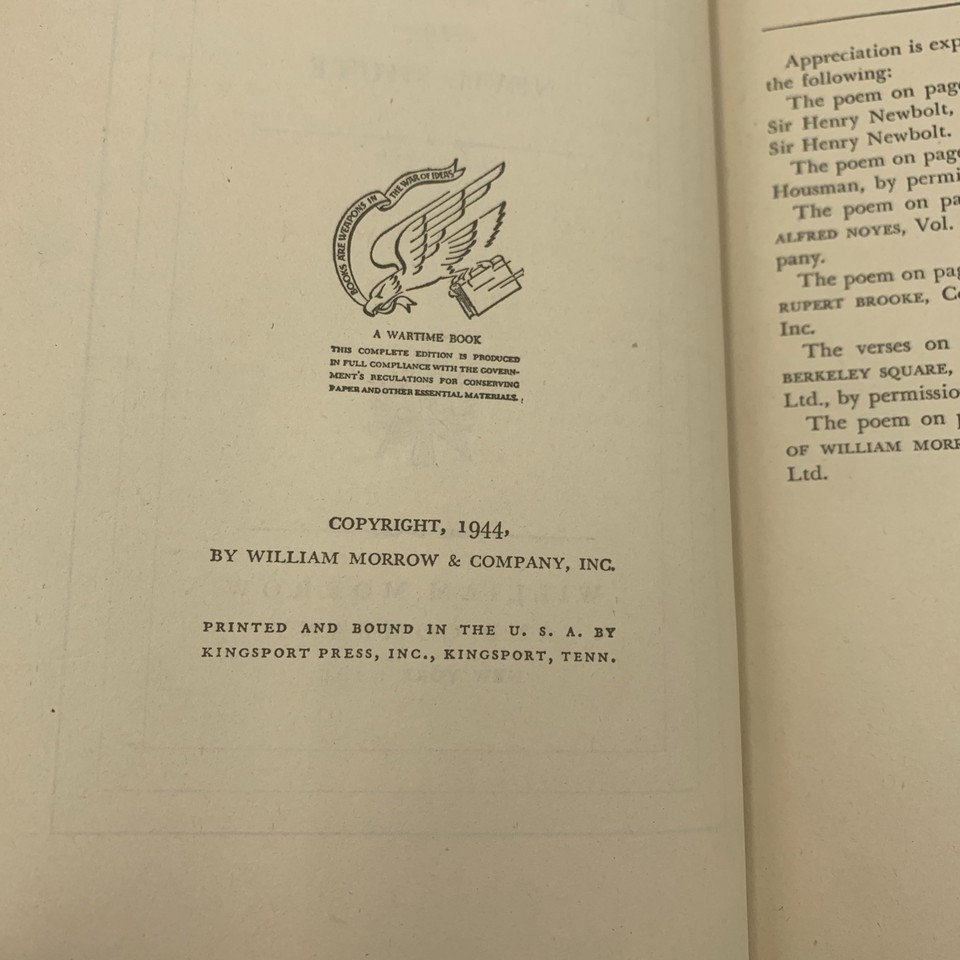 BOOKS ARE WEAPONS IN THE WAR OF IDEAS
A WARTIME BOOK
THIS COMPLETE EDITION IS PRODUCED
IN FULL COMPLIANCE WITH THE GOVERN-
MENT'S REGULATIONS FOR CONSERVING
PAPER AND OTHER ESSENTIAL MATERIALS.
COPYRIGHT, 1944,
BY WILLIAM MORROW & COMPANY, INC.
PRINTED AND BOUND IN THE U. S. A. BY
KINGSPORT PRESS, INC., KINGSPORT, TENN.
Appreciation is exp
the following:
The poem on page
Sir Henry Newbolt,
Sir Henry Newbolt.
The poem on page
Housman, by permi
The poem on pa
ALFRED NOYES, Vol.
pany.
The poem on pag
RUPERT BROOKE, Co
Inc.
The verses on
BERKELEY SQUARE,
Ltd., by permissio
The poem on p
OF WILLIAM MORR
Ltd.